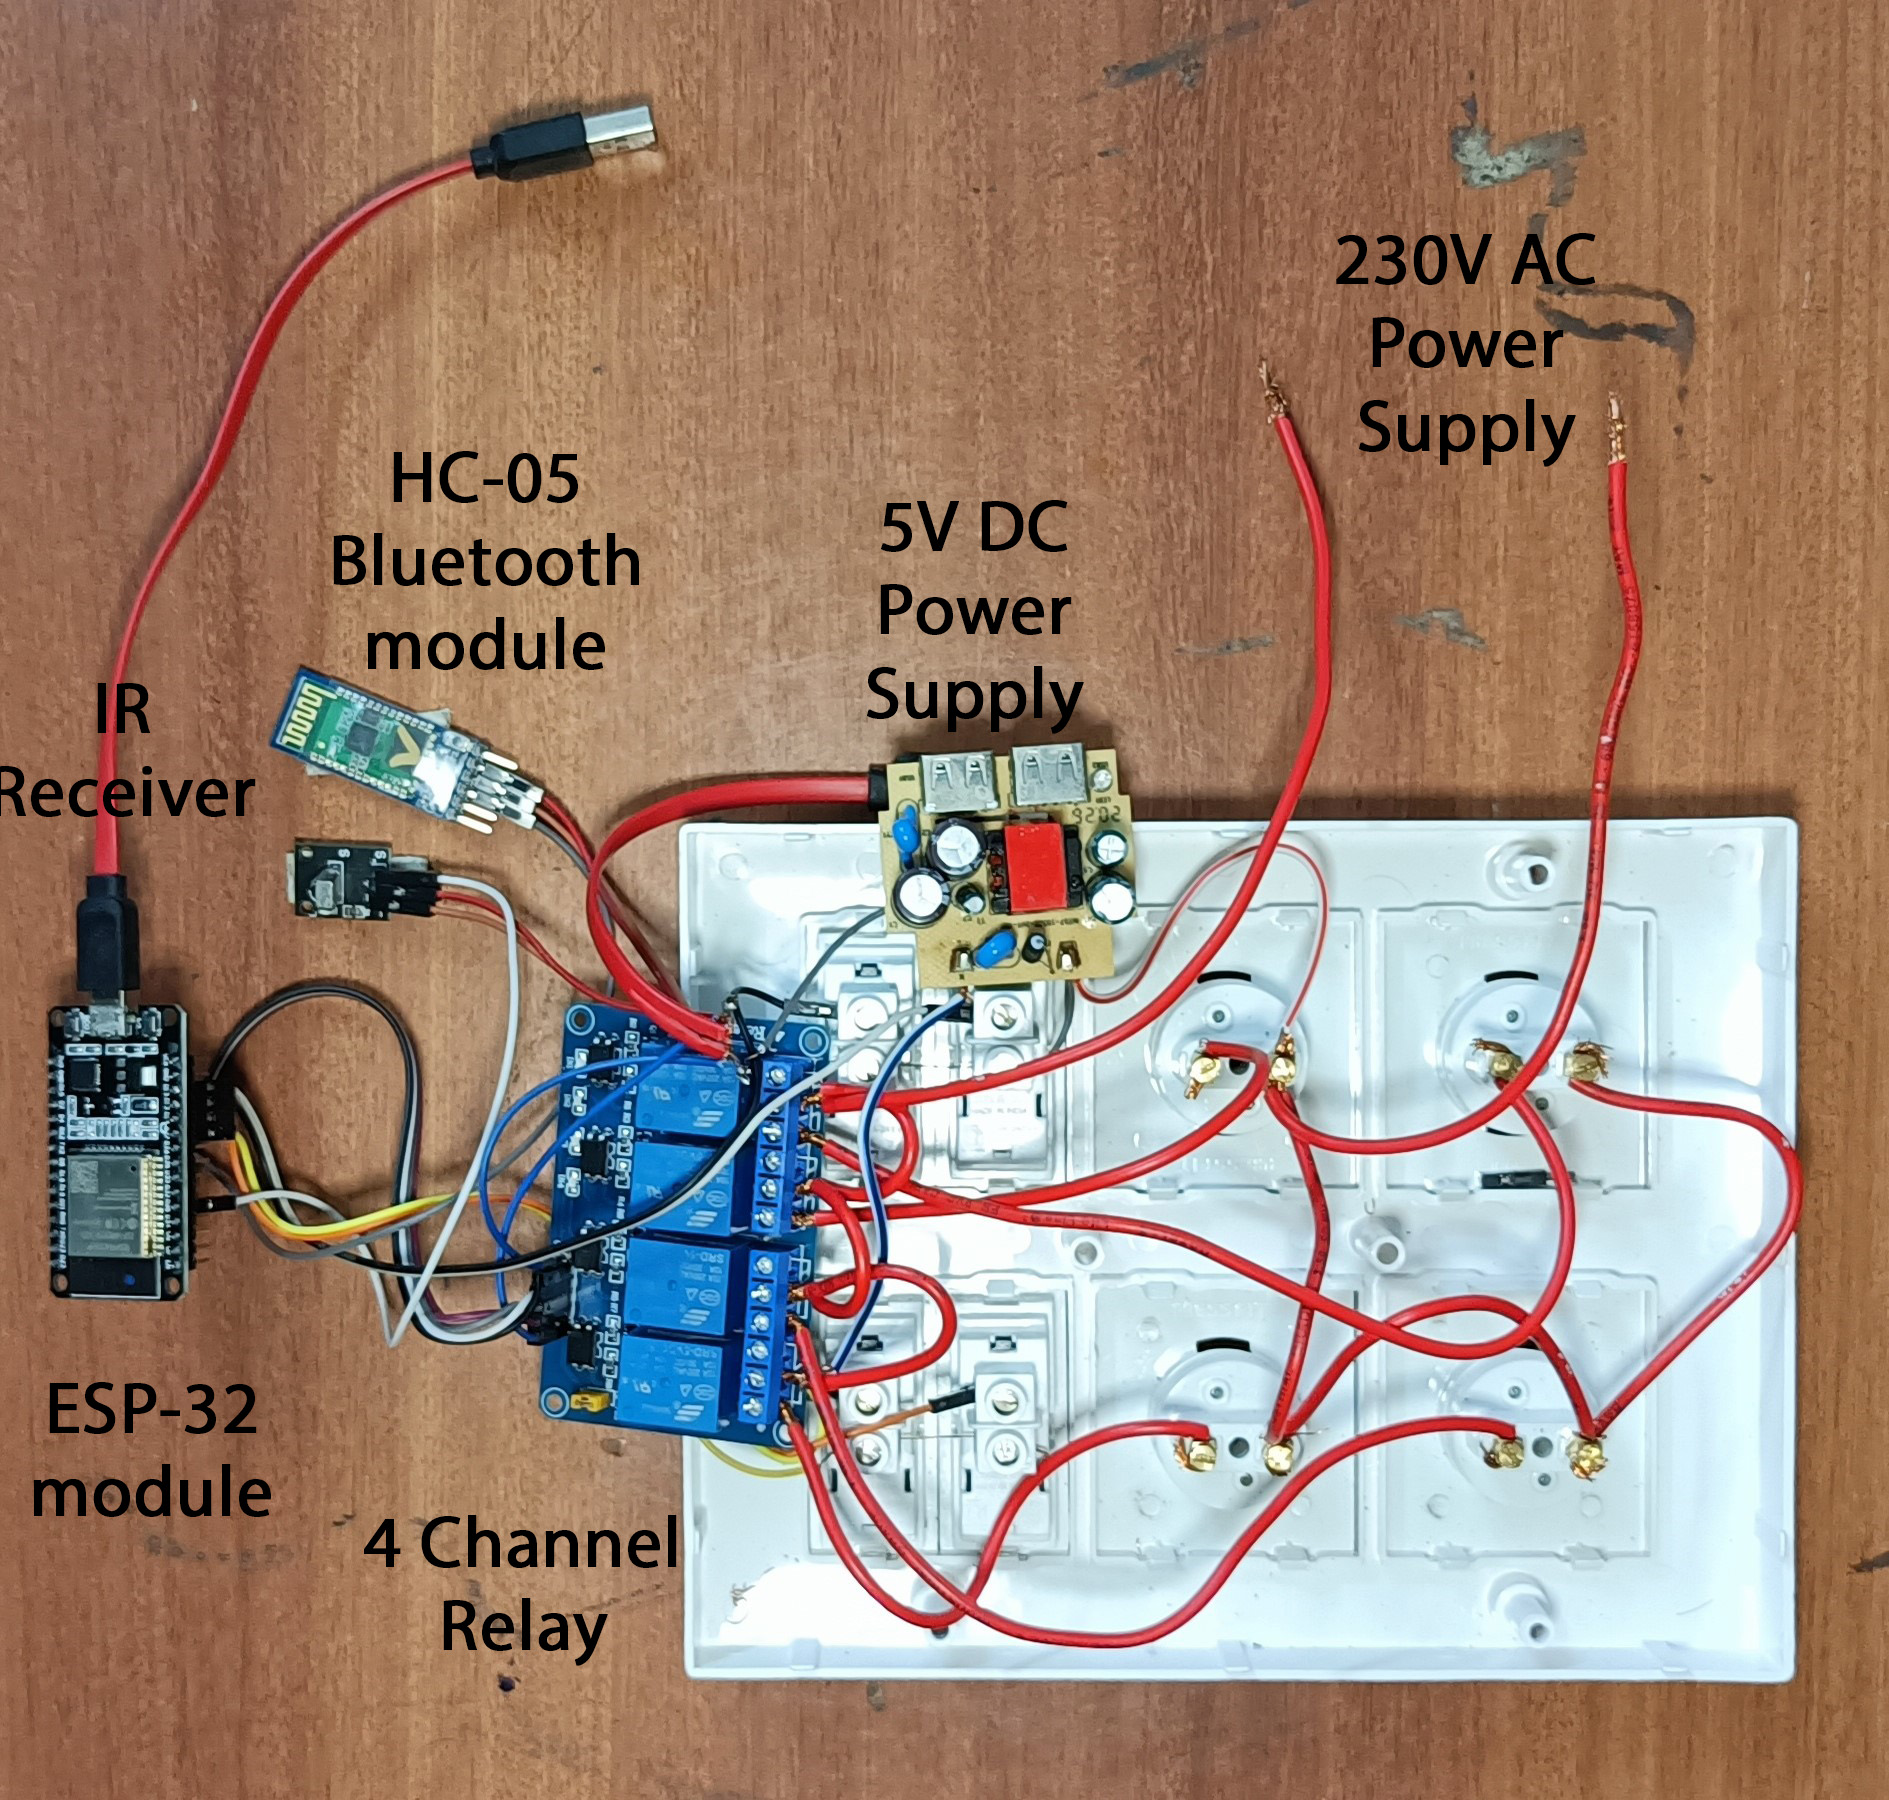 230V AC
Power
Supply
HC-05
Bluetooth
module
5V DC
Power
Supply
IR
Receiver
ESP-32
module
4 Channel
Relay